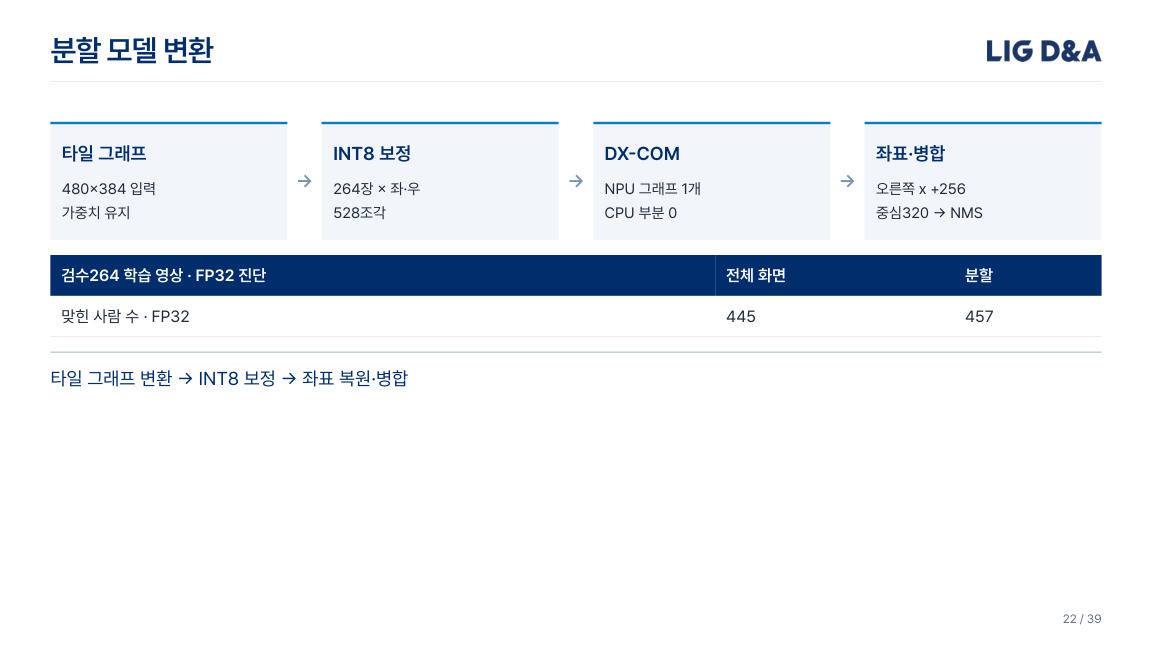 분할 모델 변환
LIG D&A
타일 그래프
480×384 입력
가중치 유지
→
INT8 보정
264장 × 좌·우
528조각
→
DX-COM
NPU 그래프 1개
CPU 부분 0
→
좌표·병합
오른쪽 x +256
중심320 → NMS
검수264 학습 영상 · FP32 진단 전체 화면 분할
맞힌 사람 수 · FP32 445 457
타일 그래프 변환 → INT8 보정 → 좌표 복원·병합
22 / 39